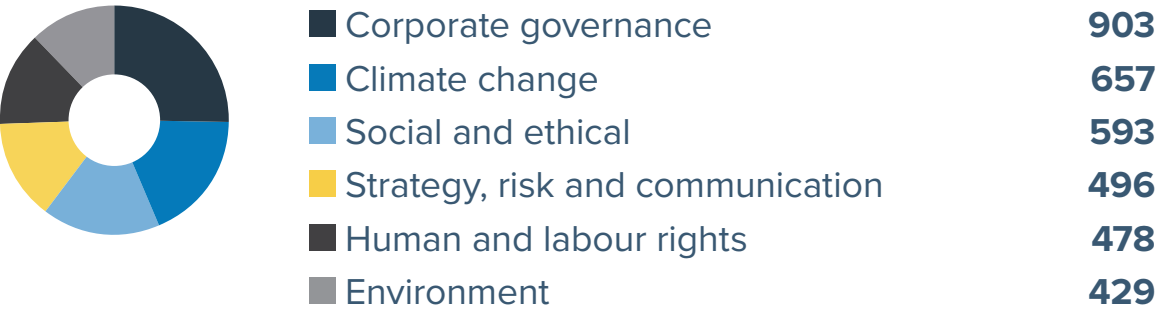 Corporate governance 903
Climate change 657
Social and ethical 593
Strategy, risk and communication 496
Human and labour rights 478
Environment 429